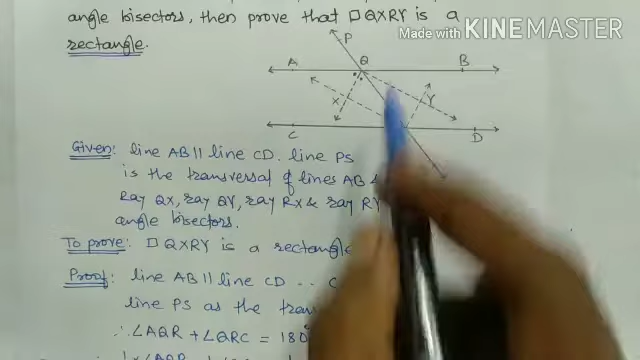 angle bisectors, then prove that □ QXRY is a
rectangle.
Made with KINEMASTER
P
A Q B
X Y
C D
Given: line AB || line CD. line PS
is the transversal of lines AB &
Ray QX, ray QY, ray RX & ray RY
angle bisectors.
To prove: □ QXRY is a rectangle
Proof: line AB || line CD ..
line PS as the
∴ ∠AQR + ∠QRC = 180°